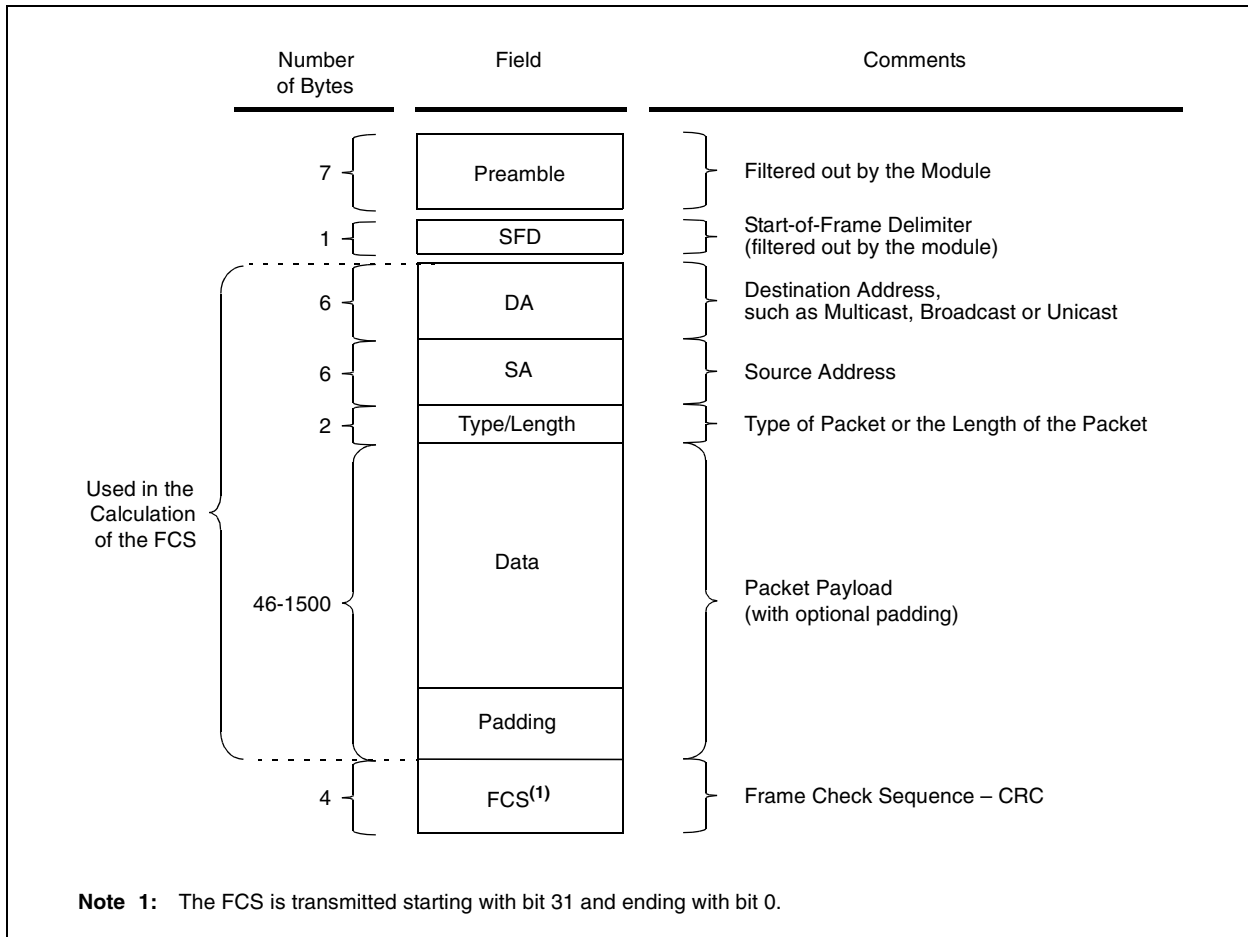 Number
of Bytes
Field
Comments
7
Preamble
Filtered out by the Module
1
SFD
Start-of-Frame Delimiter
(filtered out by the module)
6
DA
Destination Address,
such as Multicast, Broadcast or Unicast
6
SA
Source Address
2
Type/Length
Type of Packet or the Length of the Packet
Used in the
Calculation
of the FCS
46-1500
Data
Packet Payload
(with optional padding)
Padding
4
FCS(1)
Frame Check Sequence – CRC
Note 1: The FCS is transmitted starting with bit 31 and ending with bit 0.